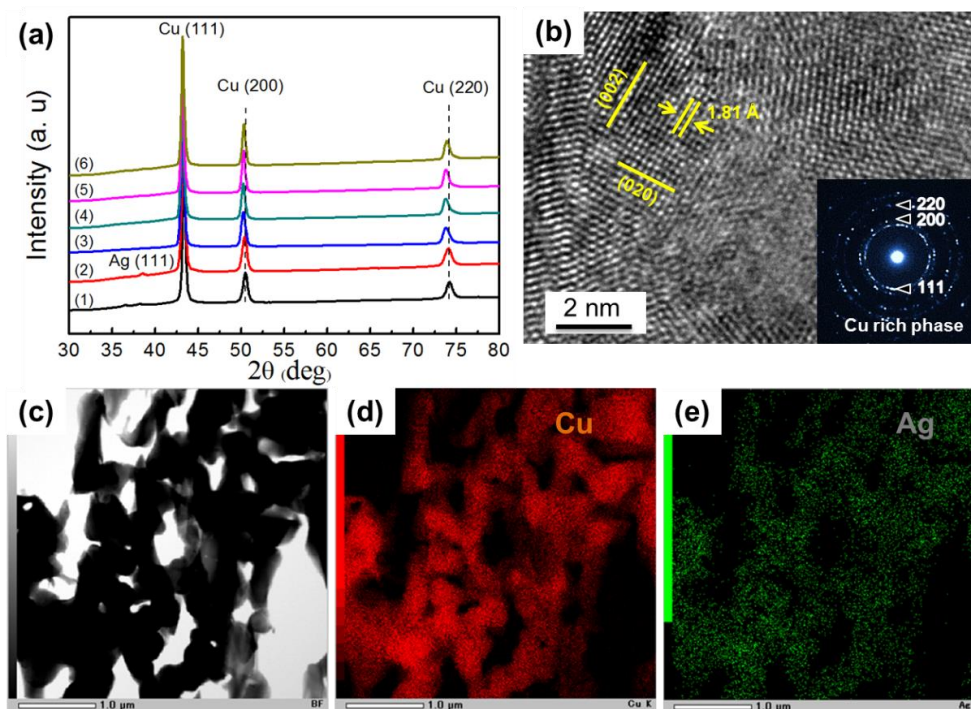 (a)
Cu (111)
Cu (200)
Cu (220)
(6)
(5)
(4)
(3)
Ag (111)
(2)
(1)
Intensity (a. u)
30 35 40 45 50 55 60 65 70 75 80
2θ (deg)
(b)
(002)
1.81 Å
(020)
2 nm
220
200
111
Cu rich phase
(c)
1.0 μm
BF
(d)
Cu
1.0 μm
Cu K
(e)
Ag
1.0 μm